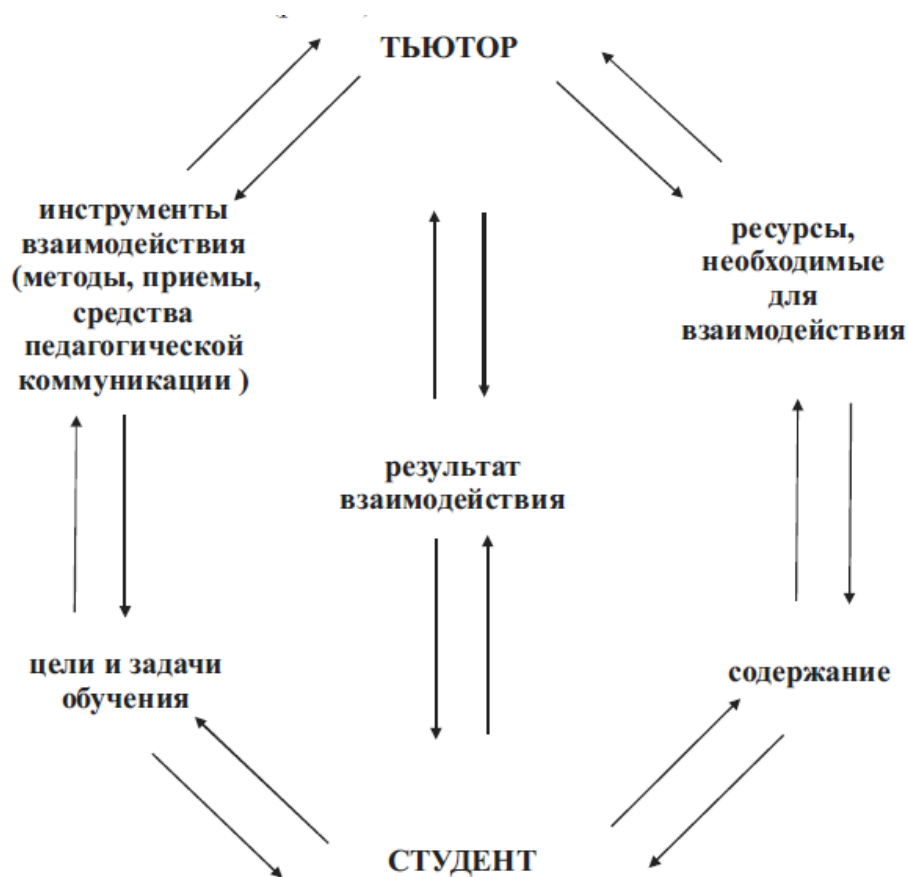 ТЬЮТОР
инструменты
взаимодействия
(методы, приемы,
средства
педагогической
коммуникации )
ресурсы,
необходимые
для
взаимодействия
результат
взаимодействия
цели и задачи
обучения
содержание
СТУДЕНТ